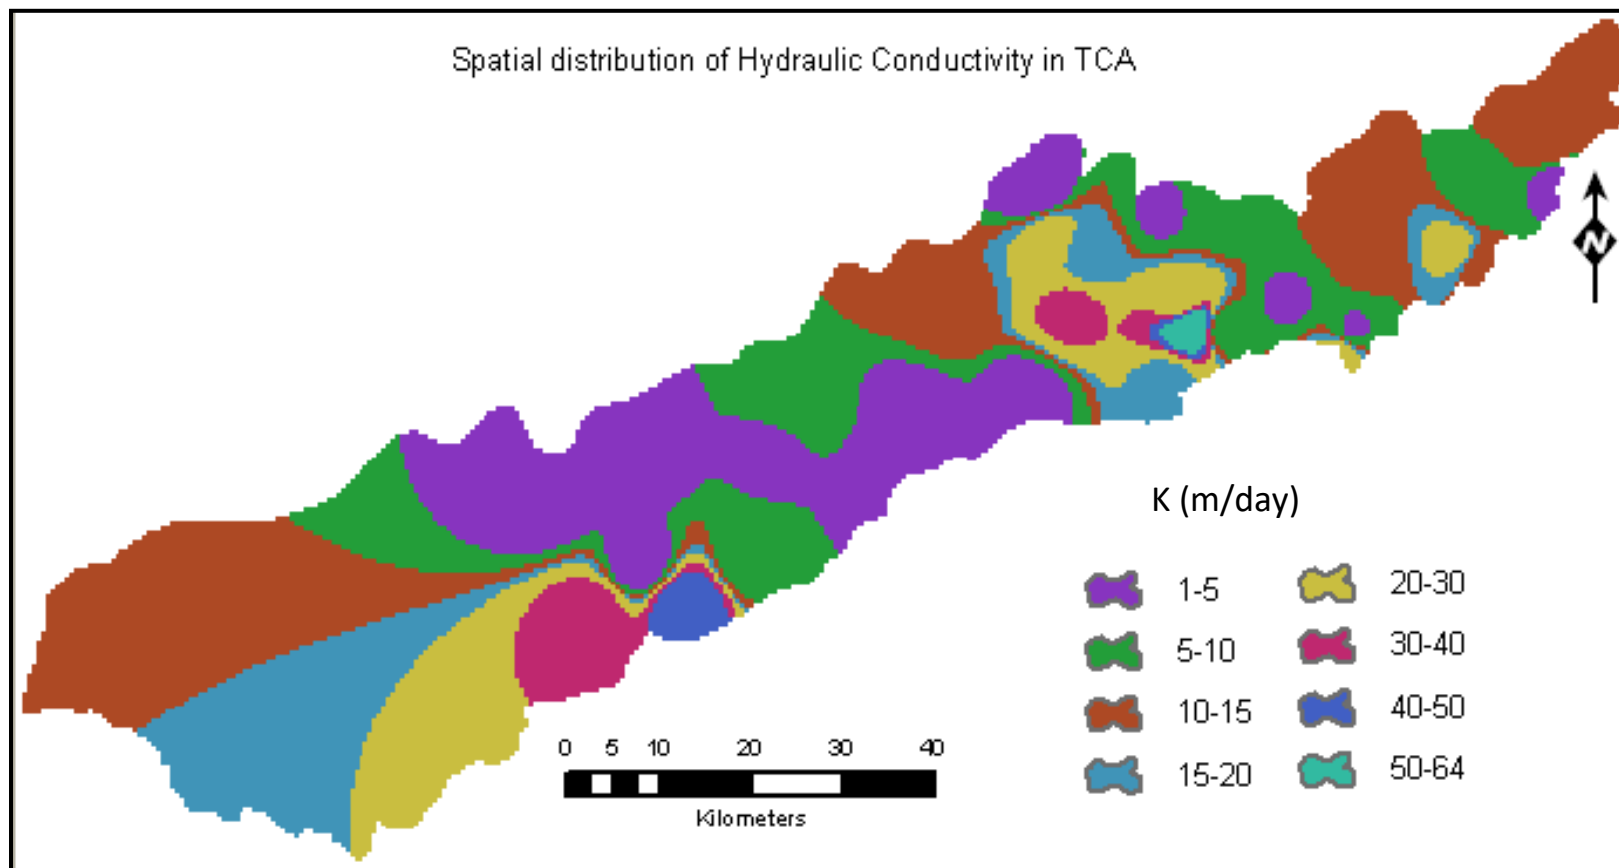 Spatial distribution of Hydraulic Conductivity in TCA
N
K (m/day)
1-5
20-30
5-10
30-40
10-15
40-50
15-20
50-64
0 5 10 20 30 40
Kilometers